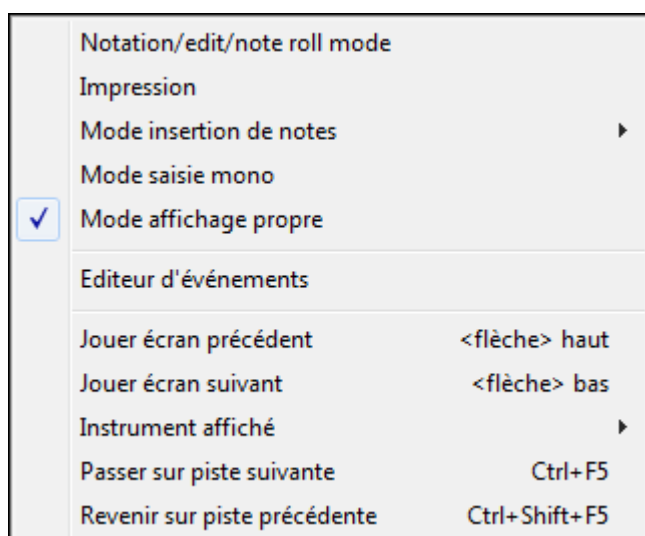 Notation/edit/note roll mode
Impression
Mode insertion de notes
Mode saisie mono
Mode affichage propre
Editeur d'événements
Jouer écran précédent <flèche> haut
Jouer écran suivant <flèche> bas
Instrument affiché
Passer sur piste suivante Ctrl+F5
Revenir sur piste précédente Ctrl+Shift+F5